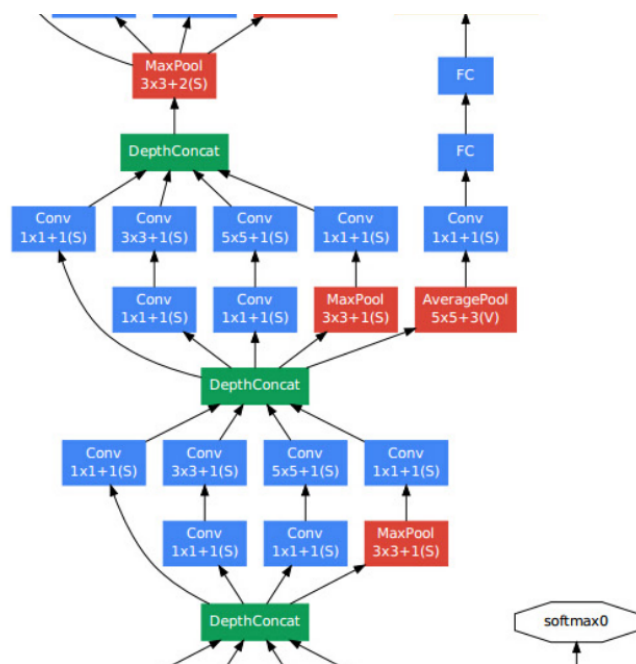 MaxPool
3x3+2(S)
FC
DepthConcat
FC
Conv
1x1+1(S)
Conv
3x3+1(S)
Conv
5x5+1(S)
Conv
1x1+1(S)
Conv
1x1+1(S)
Conv
1x1+1(S)
Conv
1x1+1(S)
MaxPool
3x3+1(S)
AveragePool
5x5+3(V)
DepthConcat
Conv
1x1+1(S)
Conv
3x3+1(S)
Conv
5x5+1(S)
Conv
1x1+1(S)
Conv
1x1+1(S)
Conv
1x1+1(S)
MaxPool
3x3+1(S)
DepthConcat
softmax0